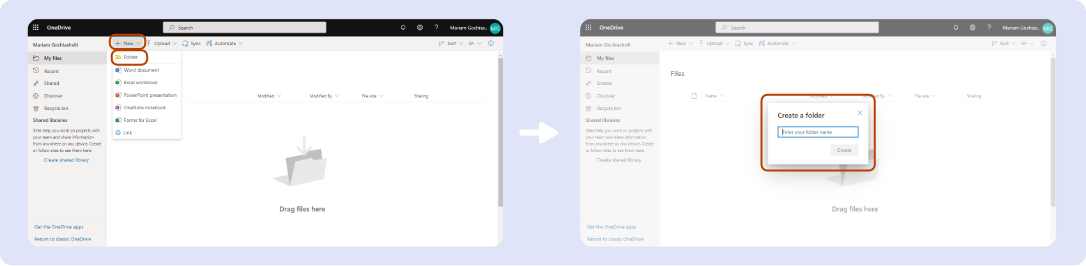 OneDrive
Search
?
Mariam Gochias...
MG
Mariam Gochiashvili
+ New
Upload
Sync
Automate
Sort
My files
Recent
Shared
Discover
Recycle bin
Shared libraries
Sites help you work on projects with
your team and share information
from anywhere on any device. Create
or follow sites to see them here.
Create shared library
Get the OneDrive apps
Return to classic OneDrive
Folder
Word document
Excel workbook
PowerPoint presentation
OneNote notebook
Forms for Excel
Link
Modified
Modified By
File size
Sharing
Drag files here
OneDrive
Search
?
Mariam Gochias...
MG
Mariam Gochiashvili
+ New
Upload
Sync
Automate
Sort
My files
Recent
Shared
Discover
Recycle bin
Shared libraries
Sites help you work on projects with
your team and share information
from anywhere on any device. Create
or follow sites to see them here.
Create shared library
Get the OneDrive apps
Return to classic OneDrive
Files
Name
Modified
Modified By
File size
Sharing
Create a folder
Enter your folder name
Create
Drag files here